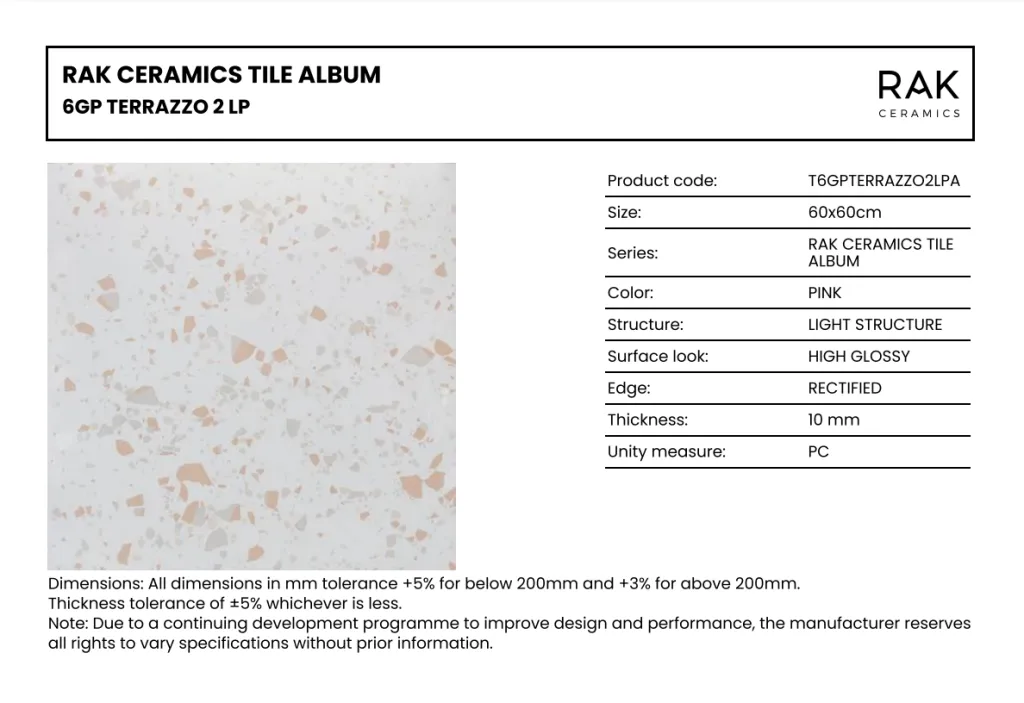 RAK CERAMICS TILE ALBUM
6GP TERRAZZO 2 LP
RAK
CERAMICS
Product code: T6GPTERRAZZO2LPA
Size: 60x60cm
Series: RAK CERAMICS TILE
ALBUM
Color: PINK
Structure: LIGHT STRUCTURE
Surface look: HIGH GLOSSY
Edge: RECTIFIED
Thickness: 10 mm
Unity measure: PC
Dimensions: All dimensions in mm tolerance +5% for below 200mm and +3% for above 200mm.
Thickness tolerance of ±5% whichever is less.
Note: Due to a continuing development programme to improve design and performance, the manufacturer reserves
all rights to vary specifications without prior information.